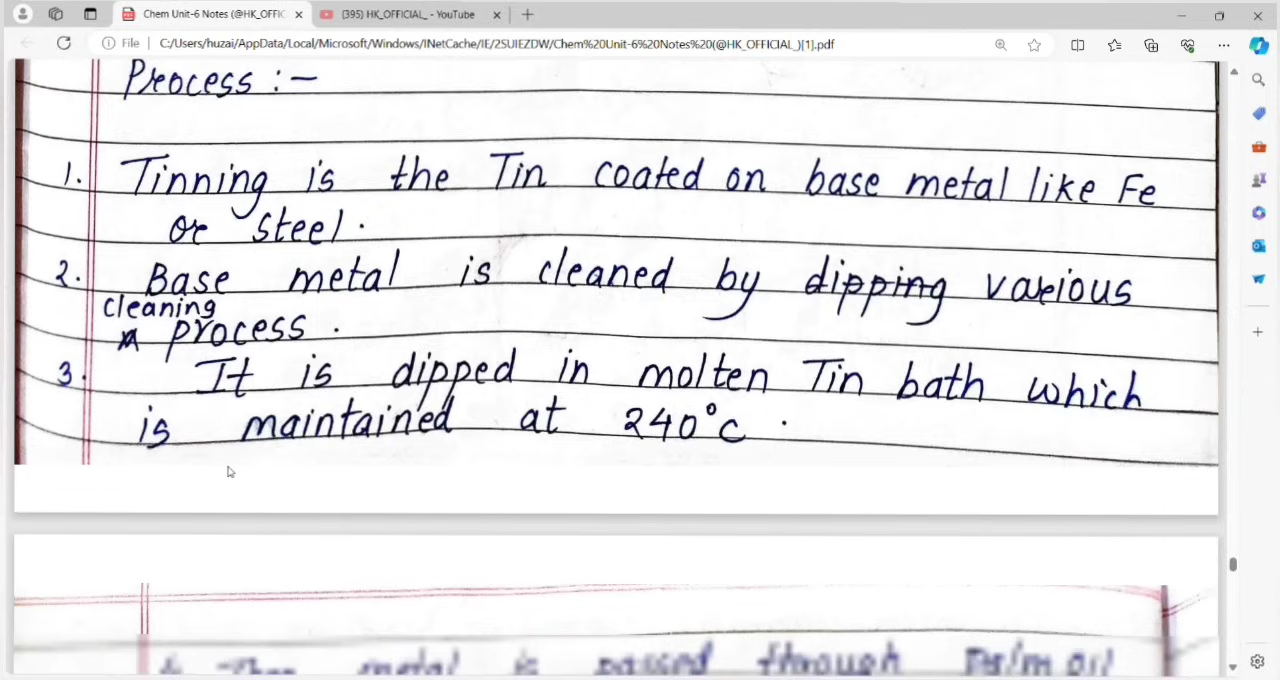 Chem Unit-6 Notes (@HK_OFFIC
(395) HK_OFFICIAL_ - YouTube
File
C:/Users/huzai/AppData/Local/Microsoft/Windows/INetCache/IE/2SUIEZDW/Chem%20Unit-6%20Notes%20(@HK_OFFICIAL_)[1].pdf
Process :-
1. Tinning is the Tin coated on base metal like Fe
or steel.
2. Base metal is cleaned by dipping various
cleaning
process.
3. It is dipped in molten Tin bath which
is maintained at 240°C.
metal is passed through oil